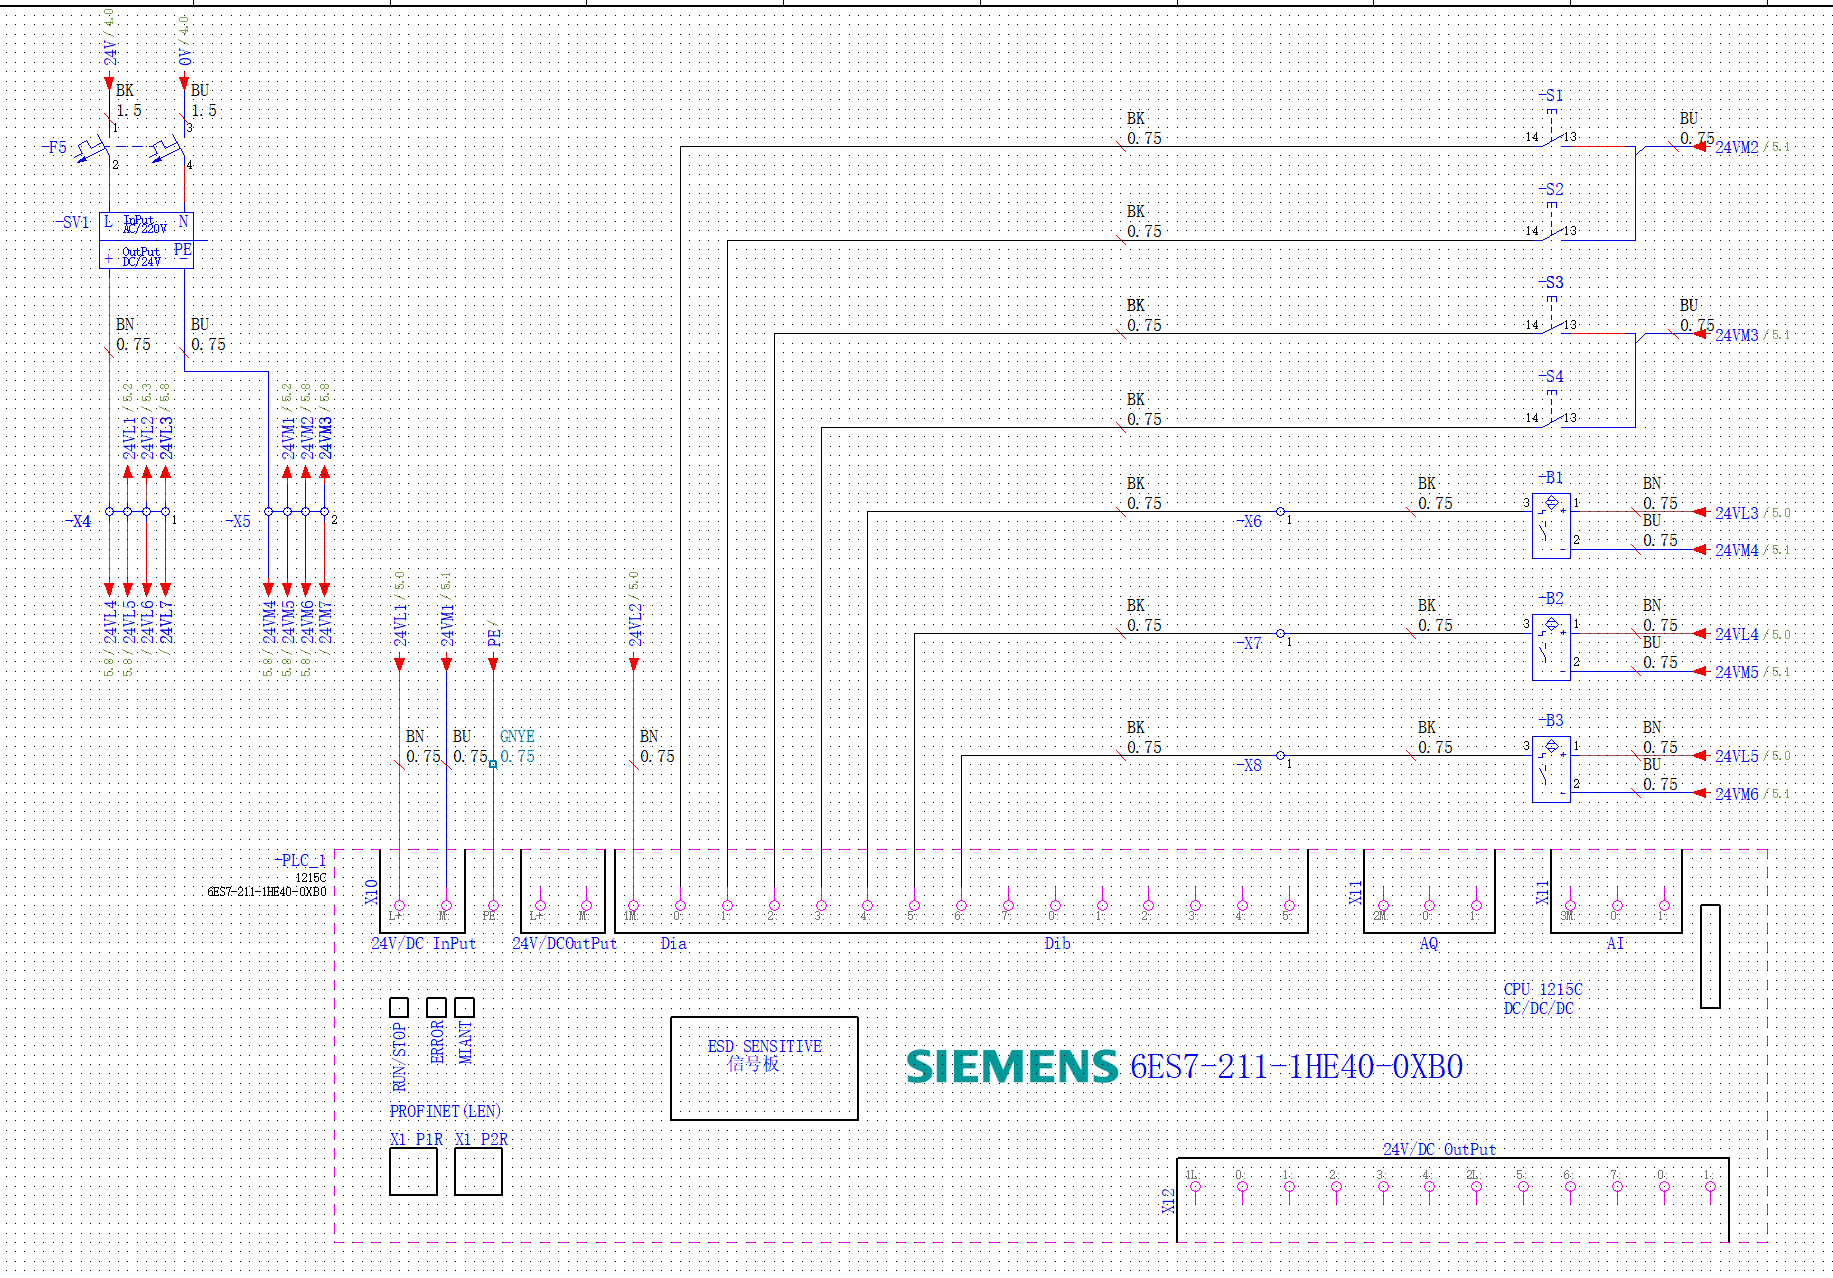 24V / 4.0
0V / 4.0
BK
1.5
BU
1.5
1
3
-F5
2
4
-SV1
L
InPut
AC/220V
N
+
OutPut
DC/24V
PE
-
BN
0.75
BU
0.75
24VL1 / 5.2
24VL2 / 5.3
24VL3 / 5.8
24VM1 / 5.2
24VM2 / 5.8
24VM3 / 5.8
-X4
1
-X5
2
5.8 / 24VL4
5.8 / 24VL5
/ 24VL6
/ 24VL7
5.8 / 24VM4
5.8 / 24VM5
5.8 / 24VM6
/ 24VM7
24VL1 / 5.0
24VM1 / 5.1
PE /
24VL2 / 5.0
BN
0.75
BU
0.75
GNYE
0.75
BN
0.75
BK
0.75
-S1
14
13
BU
0.75
24VM2 / 5.1
BK
0.75
-S2
14
13
BK
0.75
-S3
14
13
BU
0.75
24VM3 / 5.1
BK
0.75
-S4
14
13
BK
0.75
-X6
1
BK
0.75
-B1
3
1
+
2
-
BN
0.75
BU
0.75
24VL3 / 5.0
24VM4 / 5.1
BK
0.75
-X7
1
BK
0.75
-B2
3
1
+
2
-
BN
0.75
BU
0.75
24VL4 / 5.0
24VM5 / 5.1
BK
0.75
-X8
1
BK
0.75
-B3
3
1
+
2
-
BN
0.75
BU
0.75
24VL5 / 5.0
24VM6 / 5.1
-PLC_1
1215C
6ES7-211-1HE40-0XB0
X10
L+ M PE L+ M 1M 0 1 2 3 4 5 6 7 0 1 2 3 4 5
X11
2M 0 1
X11
3M 0 1
24V/DC InPut
24V/DCOutPut
Dia
Dib
AQ
AI
CPU 1215C
DC/DC/DC
RUN/STOP
ERROR
MIANT
ESD SENSITIVE
信号板
SIEMENS
6ES7-211-1HE40-0XB0
PROFINET(LEN)
X1 P1R
X1 P2R
24V/DC OutPut
X12
1L 0 1 2 3 4 2L 5 6 7 0 1